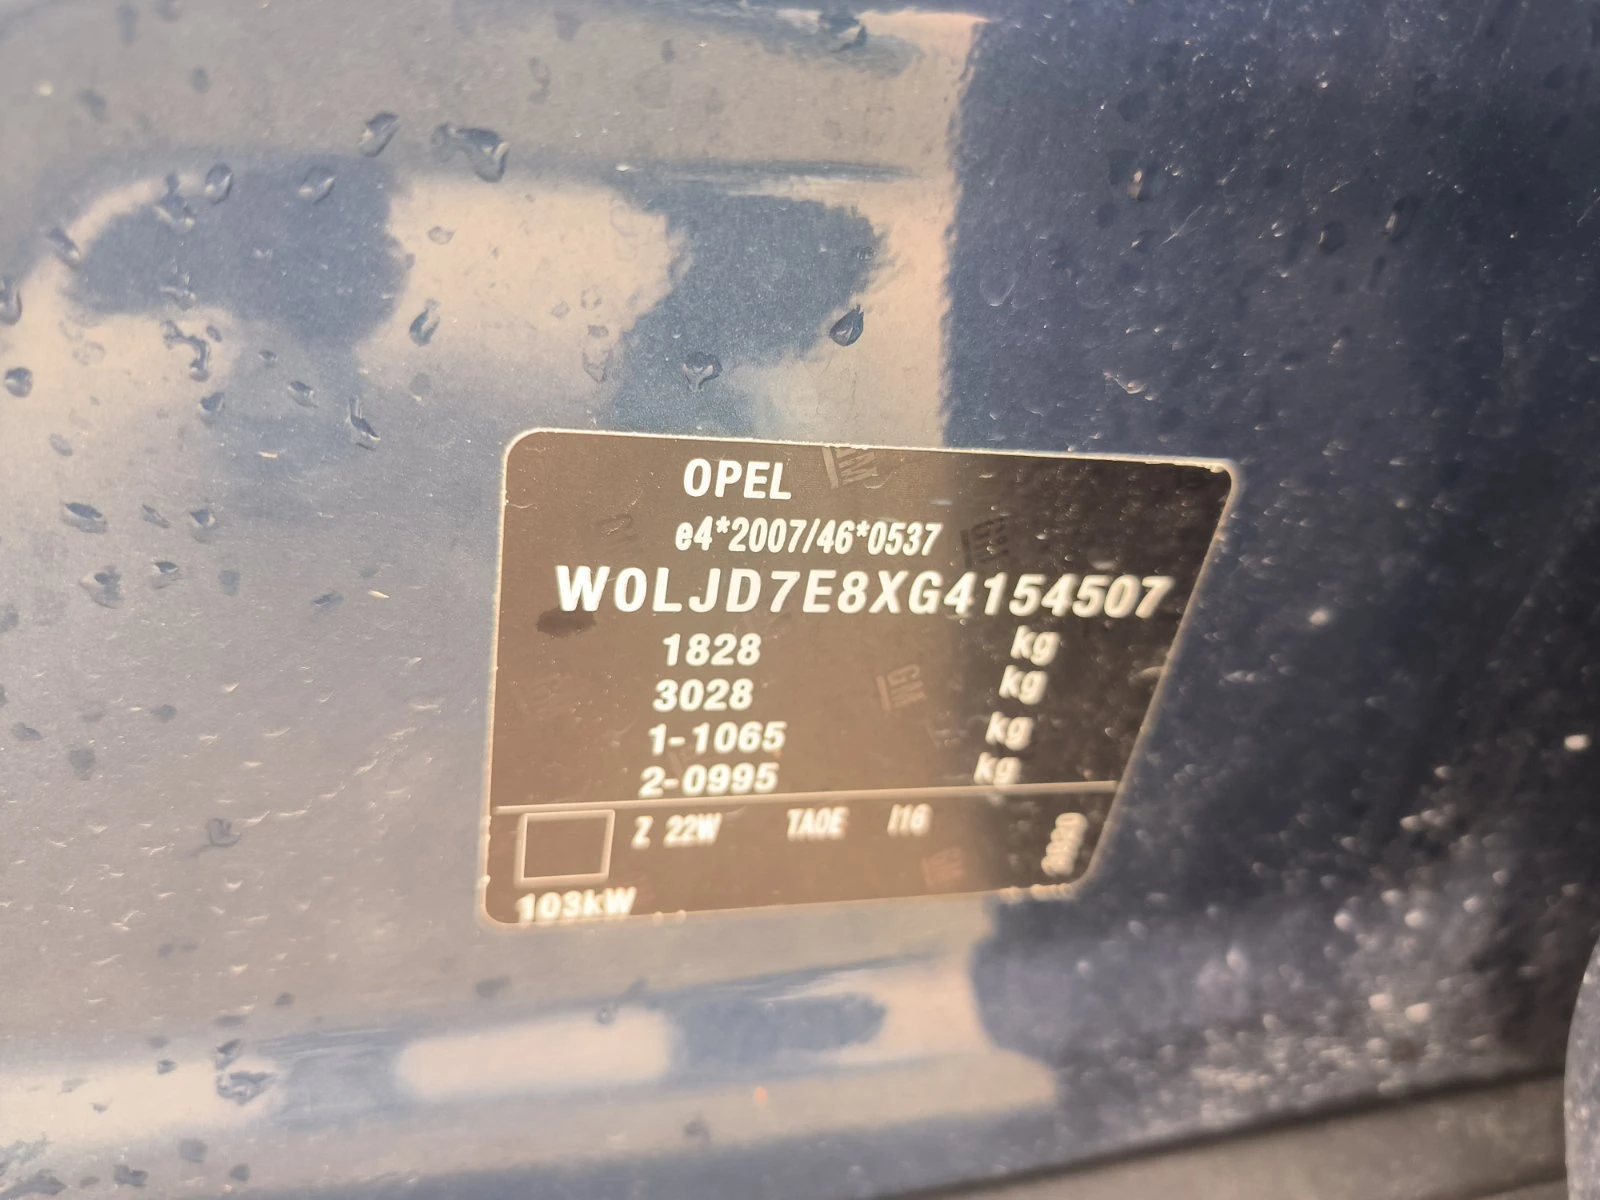 OPEL
e4*2007/46*0537
W0LJD7E8XG4154507
1828 kg
3028 kg
1-1065 kg
2-0995 kg
Z 22W TAOE I16
103kW